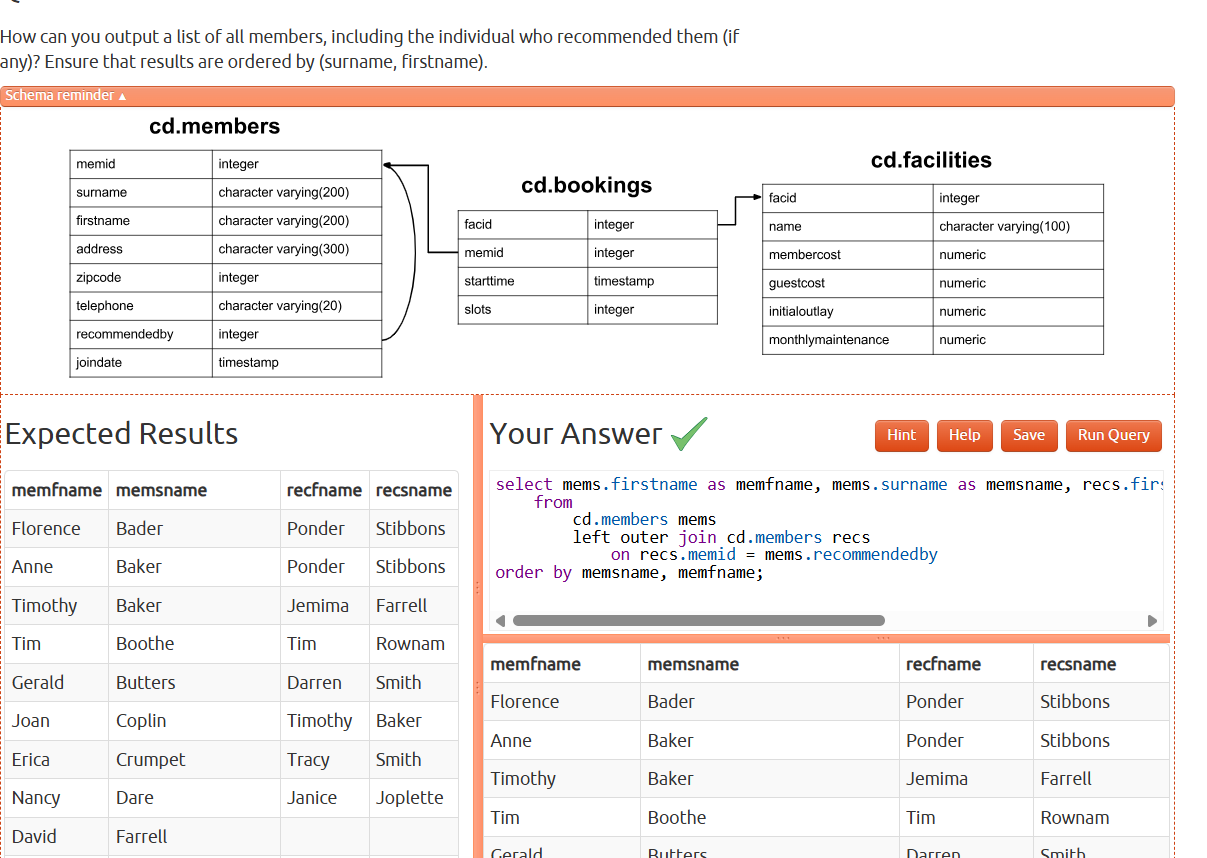 How can you output a list of all members, including the individual who recommended them (if
any)? Ensure that results are ordered by (surname, firstname).
Schema reminder ▲
cd.members
memid integer
surname character varying(200)
firstname character varying(200)
address character varying(300)
zipcode integer
telephone character varying(20)
recommendedby integer
joindate timestamp
cd.bookings
facid integer
memid integer
starttime timestamp
slots integer
cd.facilities
facid integer
name character varying(100)
membercost numeric
guestcost numeric
initialoutlay numeric
monthlymaintenance numeric
Expected Results
memfname memsname recfname recsname
Florence Bader Ponder Stibbons
Anne Baker Ponder Stibbons
Timothy Baker Jemima Farrell
Tim Boothe Tim Rownam
Gerald Butters Darren Smith
Joan Coplin Timothy Baker
Erica Crumpet Tracy Smith
Nancy Dare Janice Joplette
David Farrell
Your Answer
Hint Help Save Run Query
select mems.firstname as memfname, mems.surname as memsname, recs.firs
from
cd.members mems
left outer join cd.members recs
on recs.memid = mems.recommendedby
order by memsname, memfname;
memfname memsname recfname recsname
Florence Bader Ponder Stibbons
Anne Baker Ponder Stibbons
Timothy Baker Jemima Farrell
Tim Boothe Tim Rownam
Gerald Butters Darren Smith